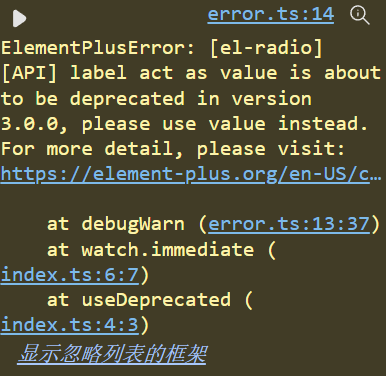 error.ts:14
ElementPlusError: [el-radio]
[API] label act as value is about
to be deprecated in version
3.0.0, please use value instead.
For more detail, please visit:
https://element-plus.org/en-US/c…
at debugWarn (error.ts:13:37)
at watch.immediate (
index.ts:6:7)
at useDeprecated (
index.ts:4:3)
显示忽略列表的框架